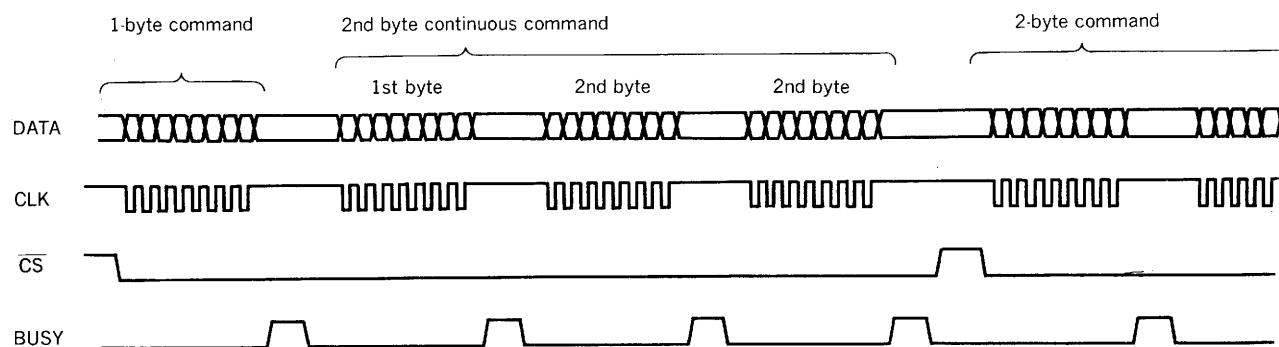 1-byte command
2nd byte continuous command
2-byte command
1st byte
2nd byte
2nd byte
DATA
CLK
CS
BUSY